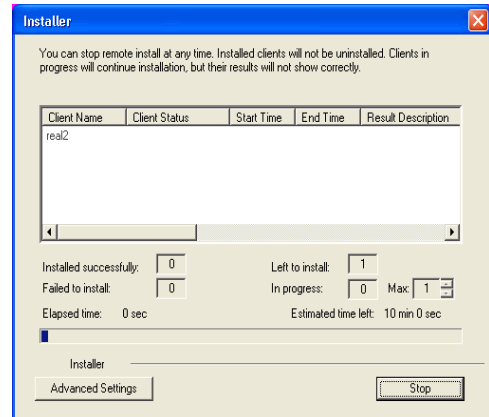 Installer
You can stop remote install at any time. Installed clients will not be uninstalled. Clients in
progress will continue installation, but their results will not show correctly.
Client Name Client Status Start Time End Time Result Description
real2
Installed successfully: 0 Left to install: 1
Failed to install: 0 In progress: 0 Max: 1
Elapsed time: 0 sec Estimated time left: 10 min 0 sec
Installer
Advanced Settings Stop